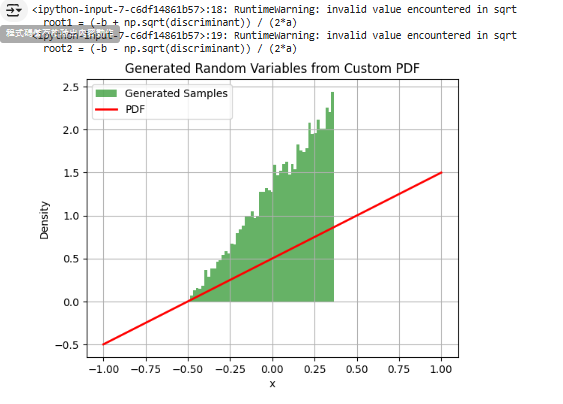 <ipython-input-7-c6df14861b57>:18: RuntimeWarning: invalid value encountered in sqrt
root1 = (-b + np.sqrt(discriminant)) / (2*a)
<ipython-input-7-c6df14861b57>:19: RuntimeWarning: invalid value encountered in sqrt
root2 = (-b - np.sqrt(discriminant)) / (2*a)
Generated Random Variables from Custom PDF
Generated Samples
PDF
2.5
2.0
1.5
1.0
0.5
0.0
−0.5
Density
−1.00 −0.75 −0.50 −0.25 0.00 0.25 0.50 0.75 1.00
x